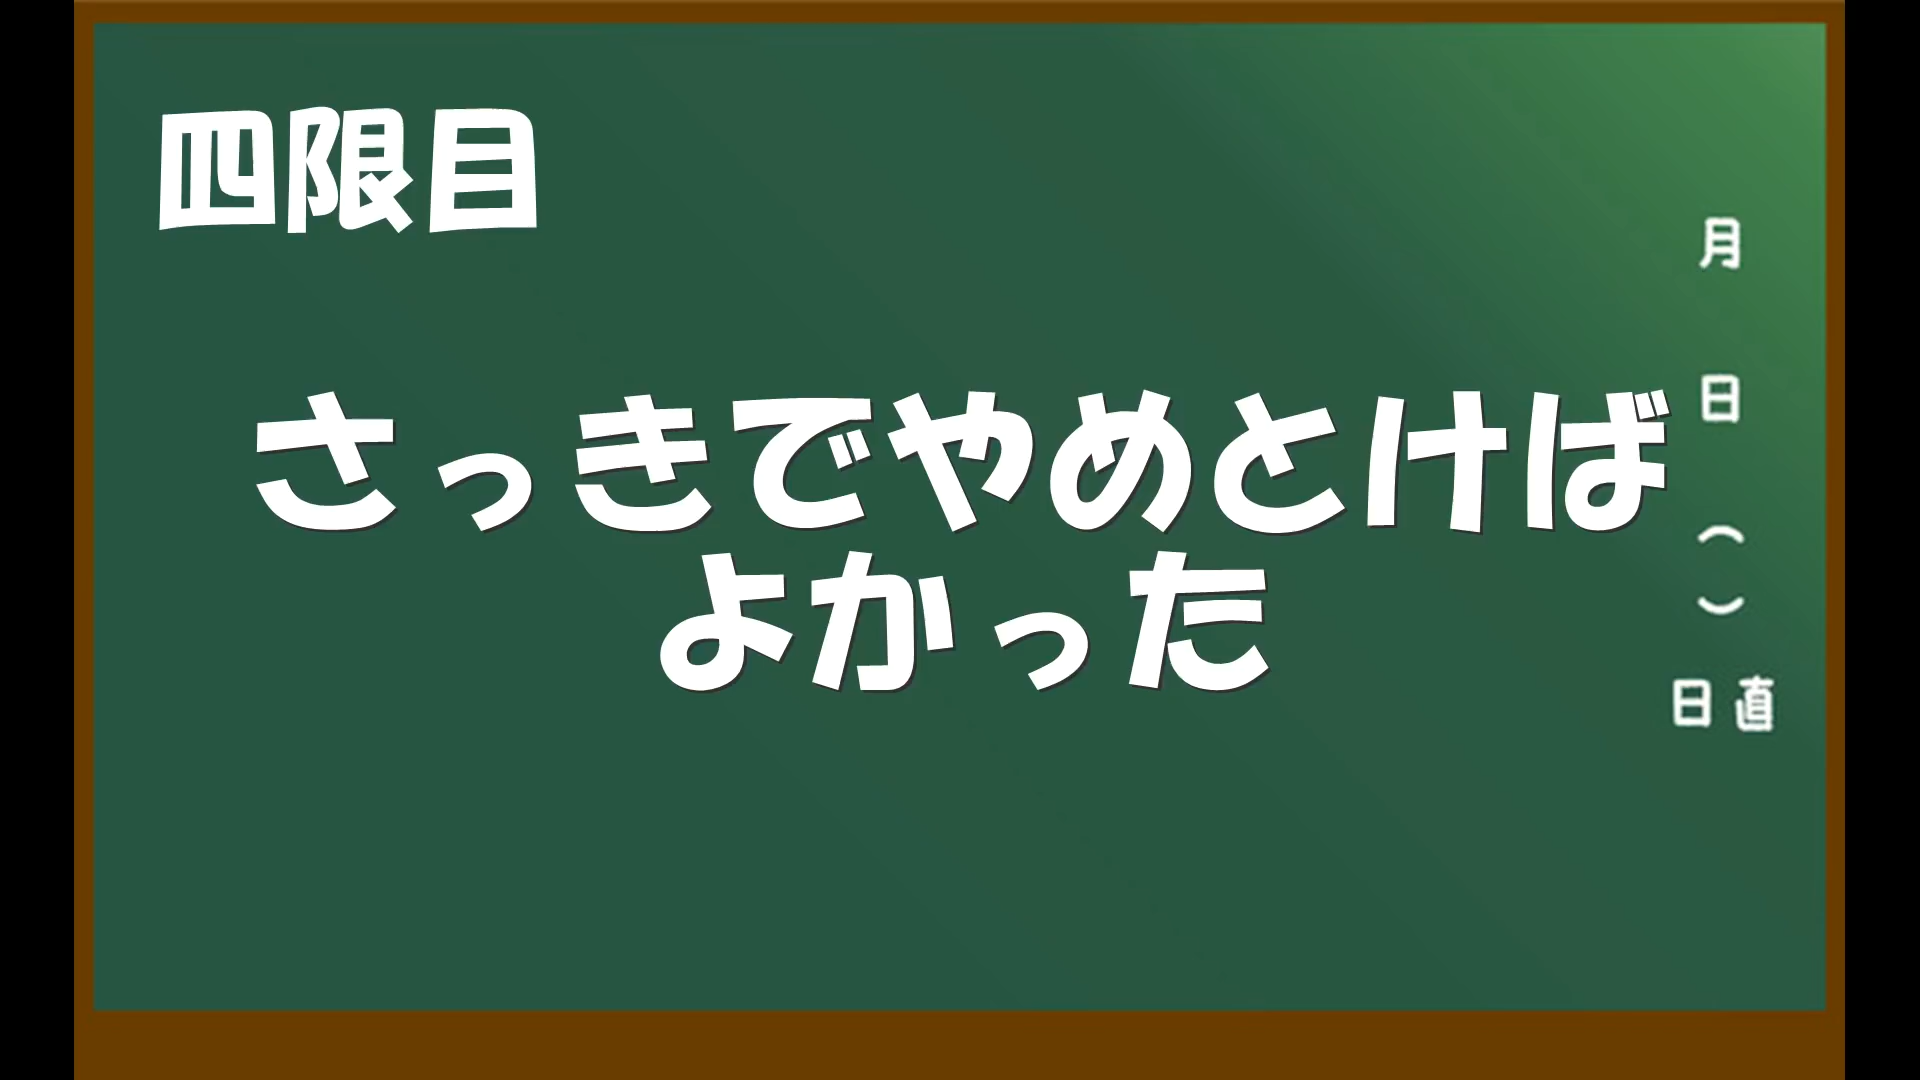 四限目
さっきでやめとけば
よかった
月
日
（
）
日直